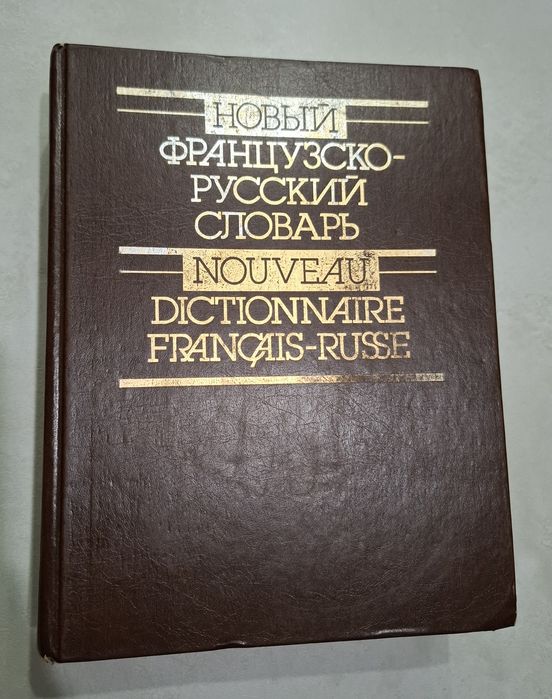 НОВЫЙ
ФРАНЦУЗСКО-
РУССКИЙ
СЛОВАРЬ
NOUVEAU
DICTIONNAIRE
FRANÇAIS-RUSSE